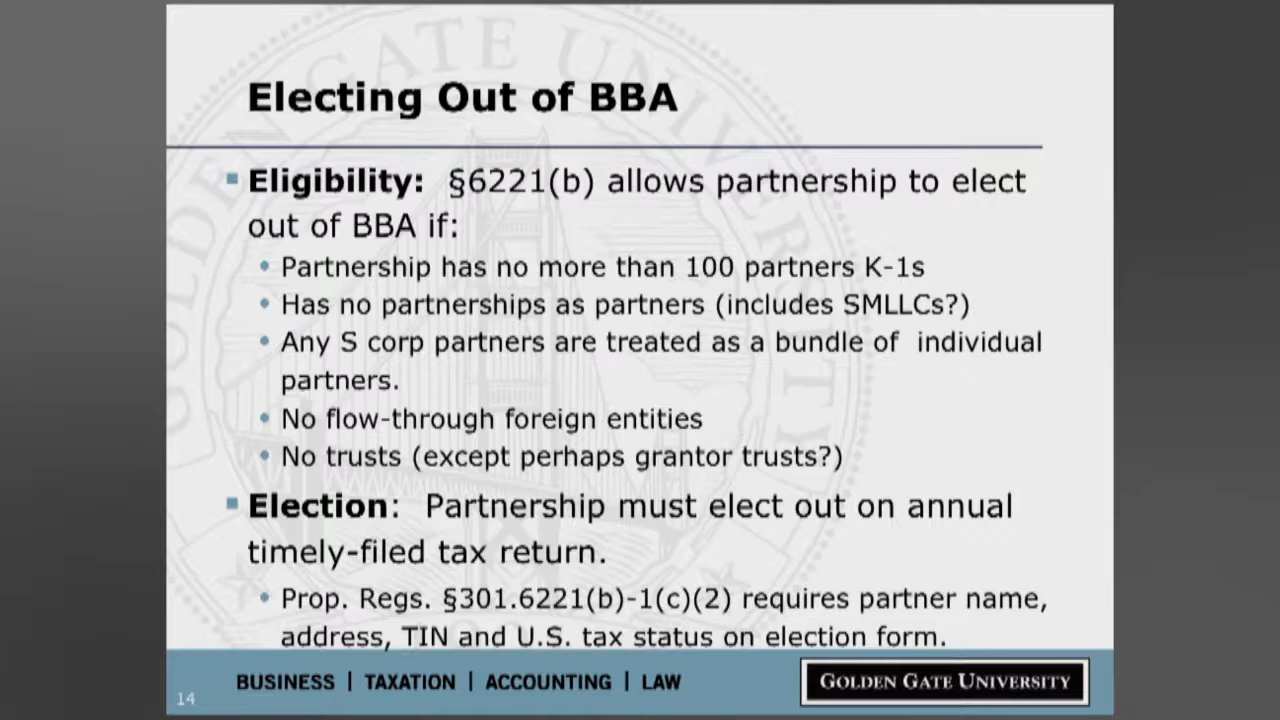 Electing Out of BBA
Eligibility: §6221(b) allows partnership to elect
out of BBA if:
Partnership has no more than 100 partners K-1s
Has no partnerships as partners (includes SMLLCs?)
Any S corp partners are treated as a bundle of individual
partners.
No flow-through foreign entities
No trusts (except perhaps grantor trusts?)
Election: Partnership must elect out on annual
timely-filed tax return.
Prop. Regs. §301.6221(b)-1(c)(2) requires partner name,
address, TIN and U.S. tax status on election form.
BUSINESS | TAXATION | ACCOUNTING | LAW
GOLDEN GATE UNIVERSITY
14
GOLDEN GATE UNIVERSITY